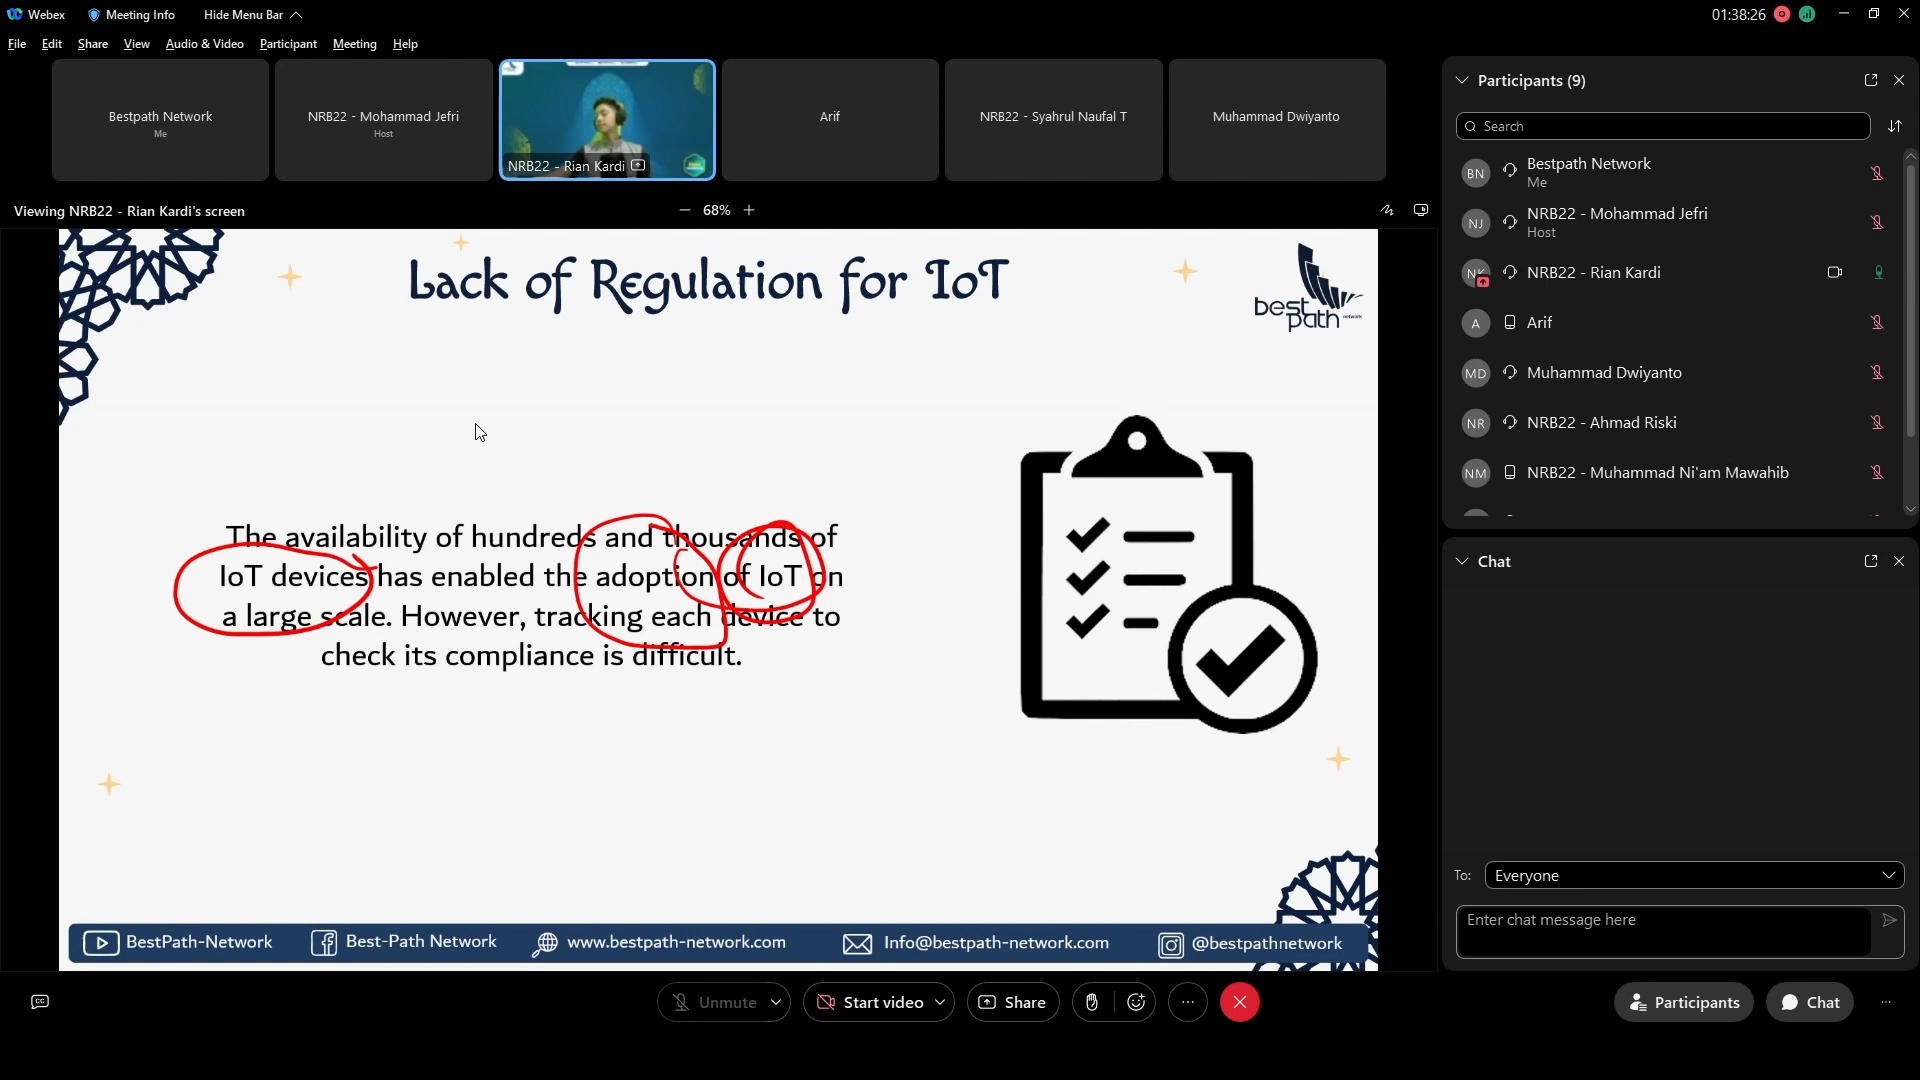 Webex Meeting Info Hide Menu Bar 01:38:26
File Edit Share View Audio & Video Participant Meeting Help
Bestpath Network
Me
NRB22 - Mohammad Jefri
Host
NRB22 - Rian Kardi
Arif
NRB22 - Syahrul Naufal T
Muhammad Dwiyanto
Viewing NRB22 - Rian Kardi's screen
68%
Lack of Regulation for IoT
best
path
network
The availability of hundreds and thousands of
IoT devices has enabled the adoption of IoT on
a large scale. However, tracking each device to
check its compliance is difficult.
BestPath-Network
Best-Path Network
www.bestpath-network.com
Info@bestpath-network.com
@bestpathnetwork
Participants (9)
Search
BN
Bestpath Network
Me
NJ
NRB22 - Mohammad Jefri
Host
NK
NRB22 - Rian Kardi
A
Arif
MD
Muhammad Dwiyanto
NR
NRB22 - Ahmad Riski
NM
NRB22 - Muhammad Ni'am Mawahib
Chat
To:
Everyone
Enter chat message here
CC
Unmute
Start video
Share
Participants
Chat